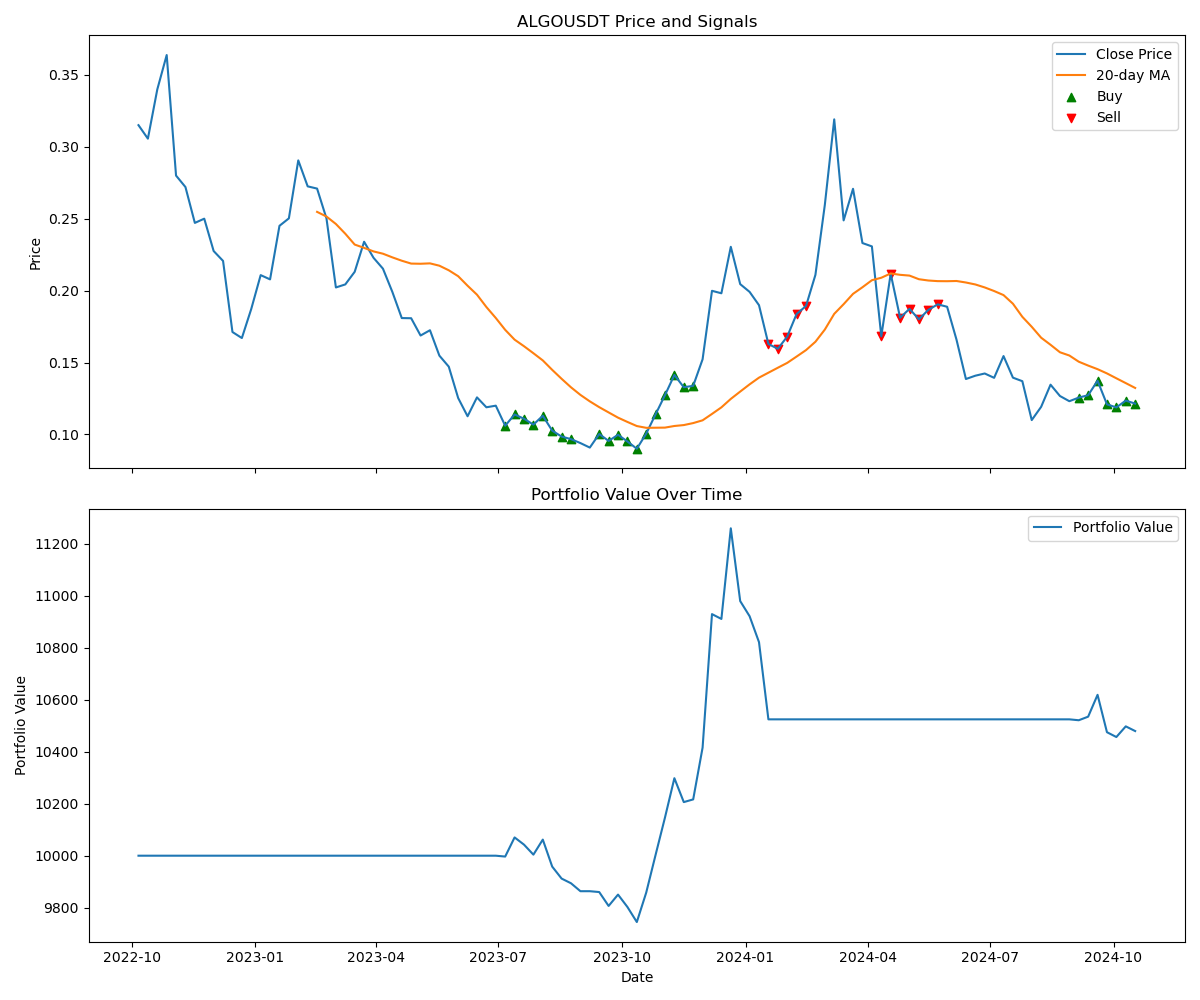 ALGOUSDT Price and Signals
Price
0.35
0.30
0.25
0.20
0.15
0.10
Close Price
20-day MA
Buy
Sell
Portfolio Value Over Time
Portfolio Value
11200
11000
10800
10600
10400
10200
10000
9800
Portfolio Value
2022-10 2023-01 2023-04 2023-07 2023-10 2024-01 2024-04 2024-07 2024-10
Date